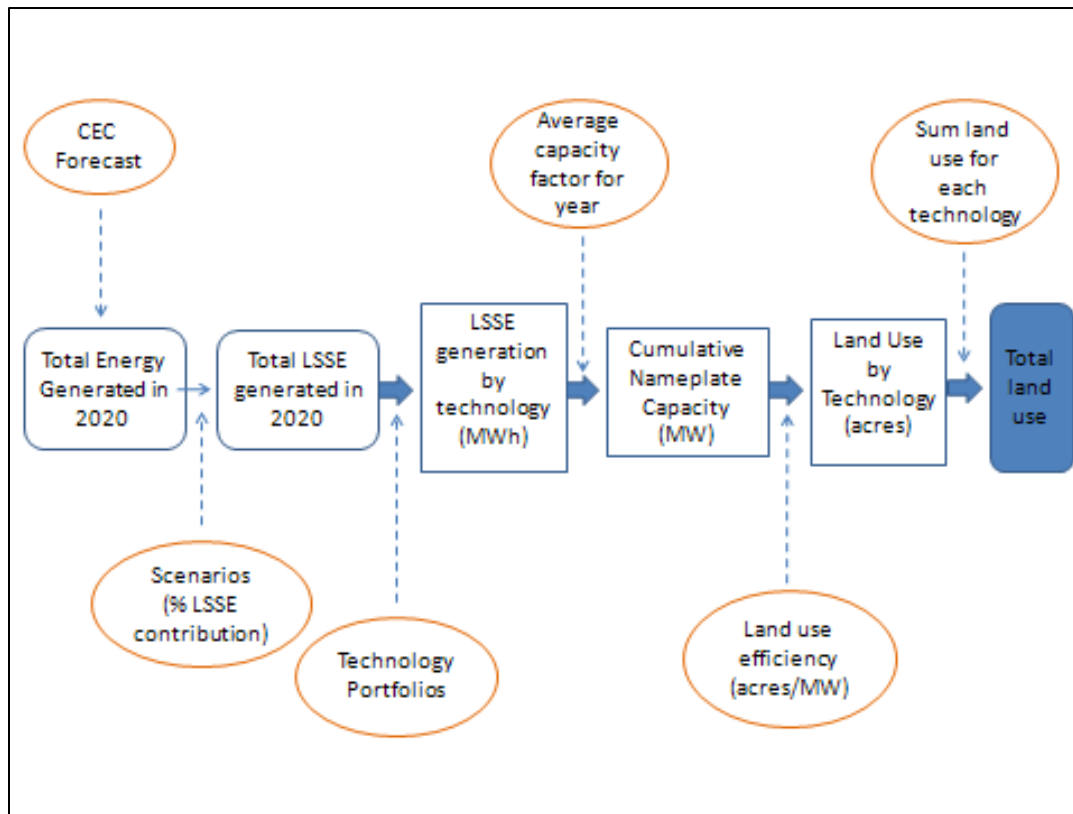 CEC
Forecast
Average
capacity
factor for
year
Sum land
use for
each
technology
Total Energy
Generated in
2020
Total LSSE
generated in
2020
LSSE
generation
by
technology
(MWh)
Cumulative
Nameplate
Capacity
(MW)
Land Use
by
Technology
(acres)
Total
land
use
Scenarios
(% LSSE
contribution)
Technology
Portfolios
Land use
efficiency
(acres/MW)